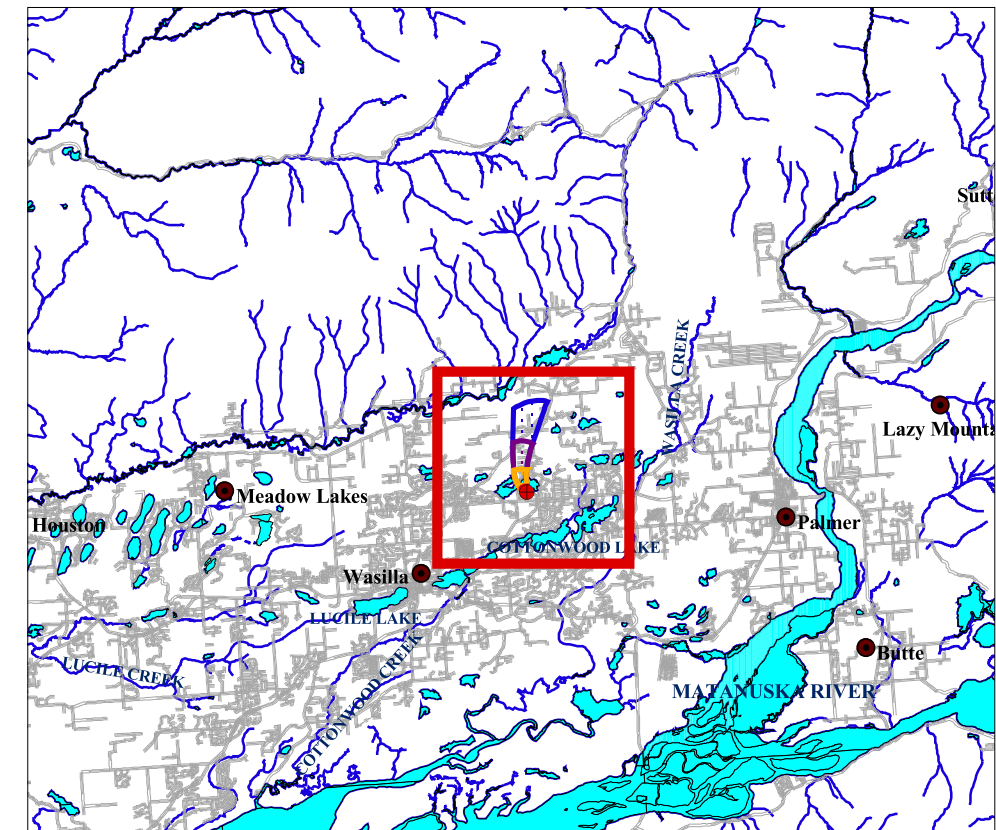 Sutt
WASILLA CREEK
Lazy Mounta
Meadow Lakes
Houston
Palmer
COTTONWOOD LAKE
Wasilla
LUCILE LAKE
Butte
LUCILE CREEK
COTTONWOOD CREEK
MATANUSKA RIVER